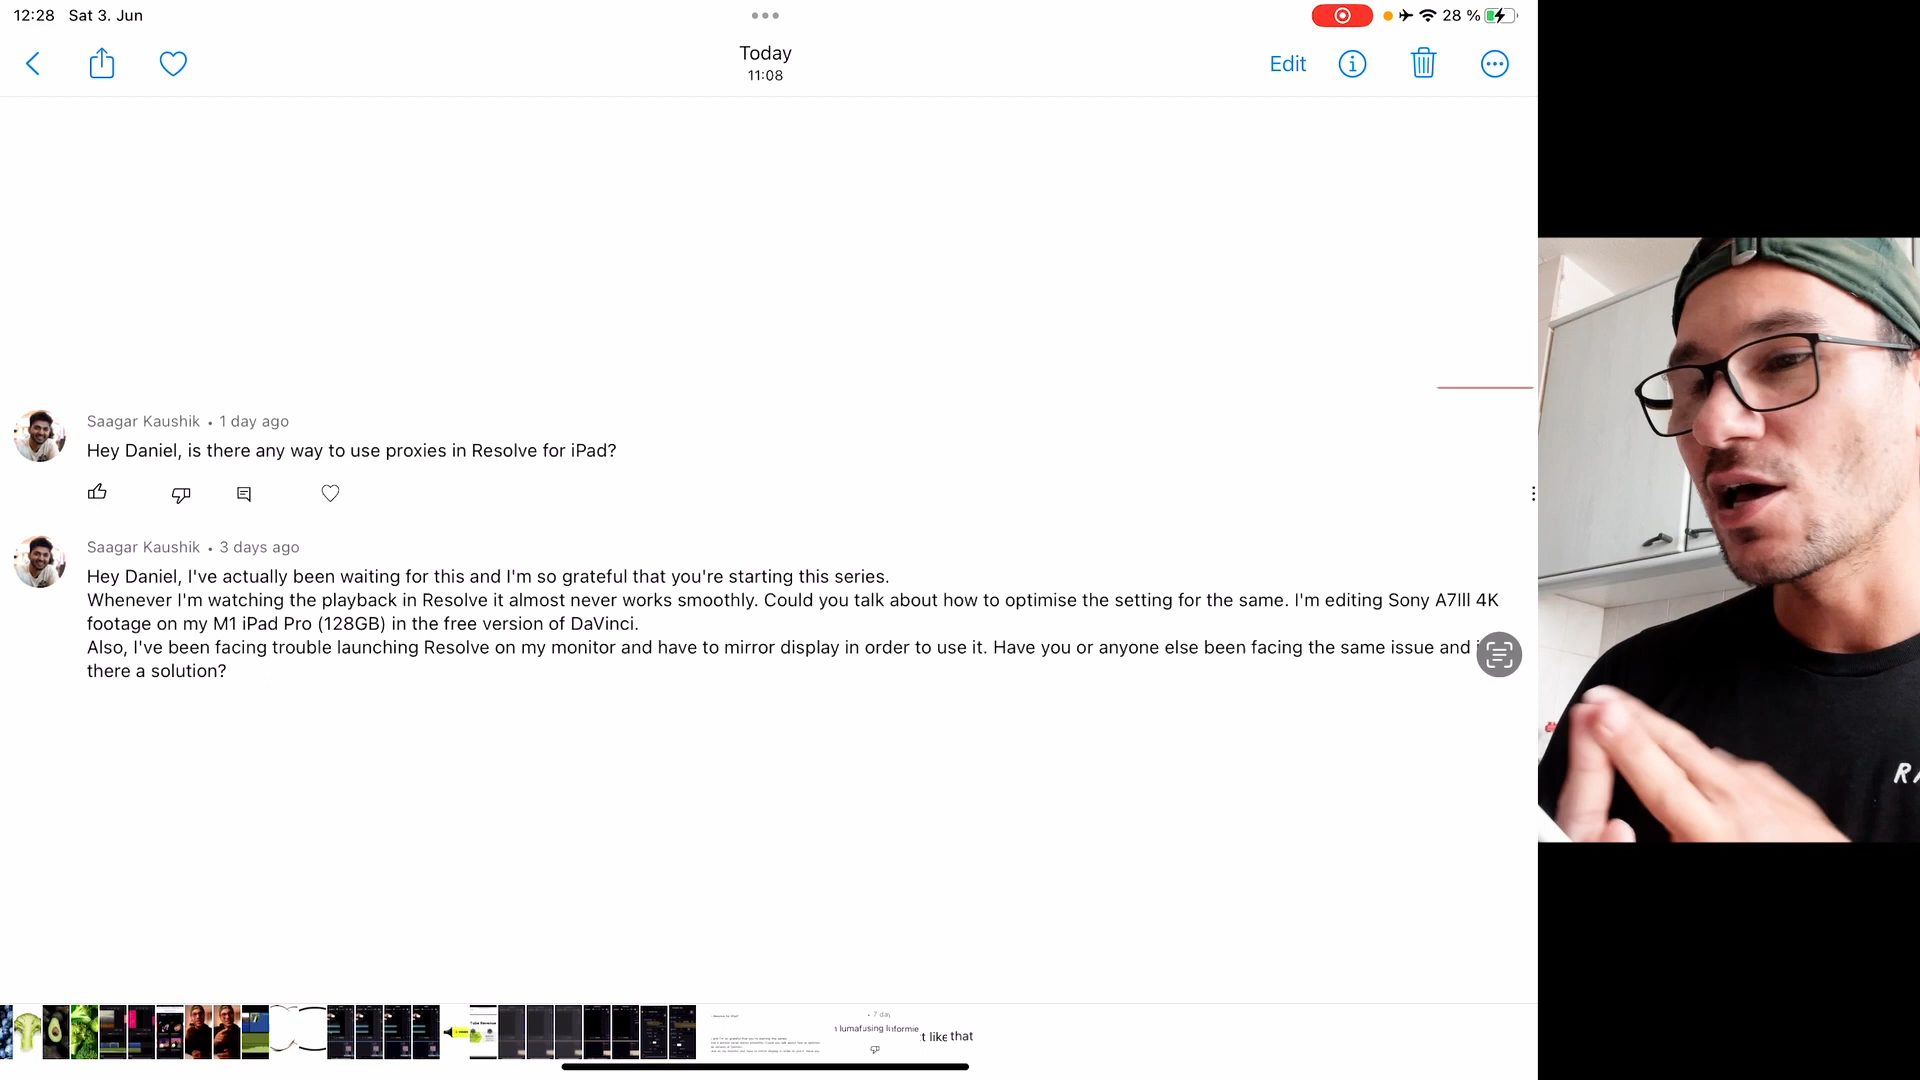 12:28 Sat 3. Jun
28 %
Today
11:08
Edit
Saagar Kaushik • 1 day ago
Hey Daniel, is there any way to use proxies in Resolve for iPad?
Saagar Kaushik • 3 days ago
Hey Daniel, I've actually been waiting for this and I'm so grateful that you're starting this series.
Whenever I'm watching the playback in Resolve it almost never works smoothly. Could you talk about how to optimise the setting for the same. I'm editing Sony A7III 4K
footage on my M1 iPad Pro (128GB) in the free version of DaVinci.
Also, I've been facing trouble launching Resolve on my monitor and have to mirror display in order to use it. Have you or anyone else been facing the same issue and
there a solution?
lumafusing
like that